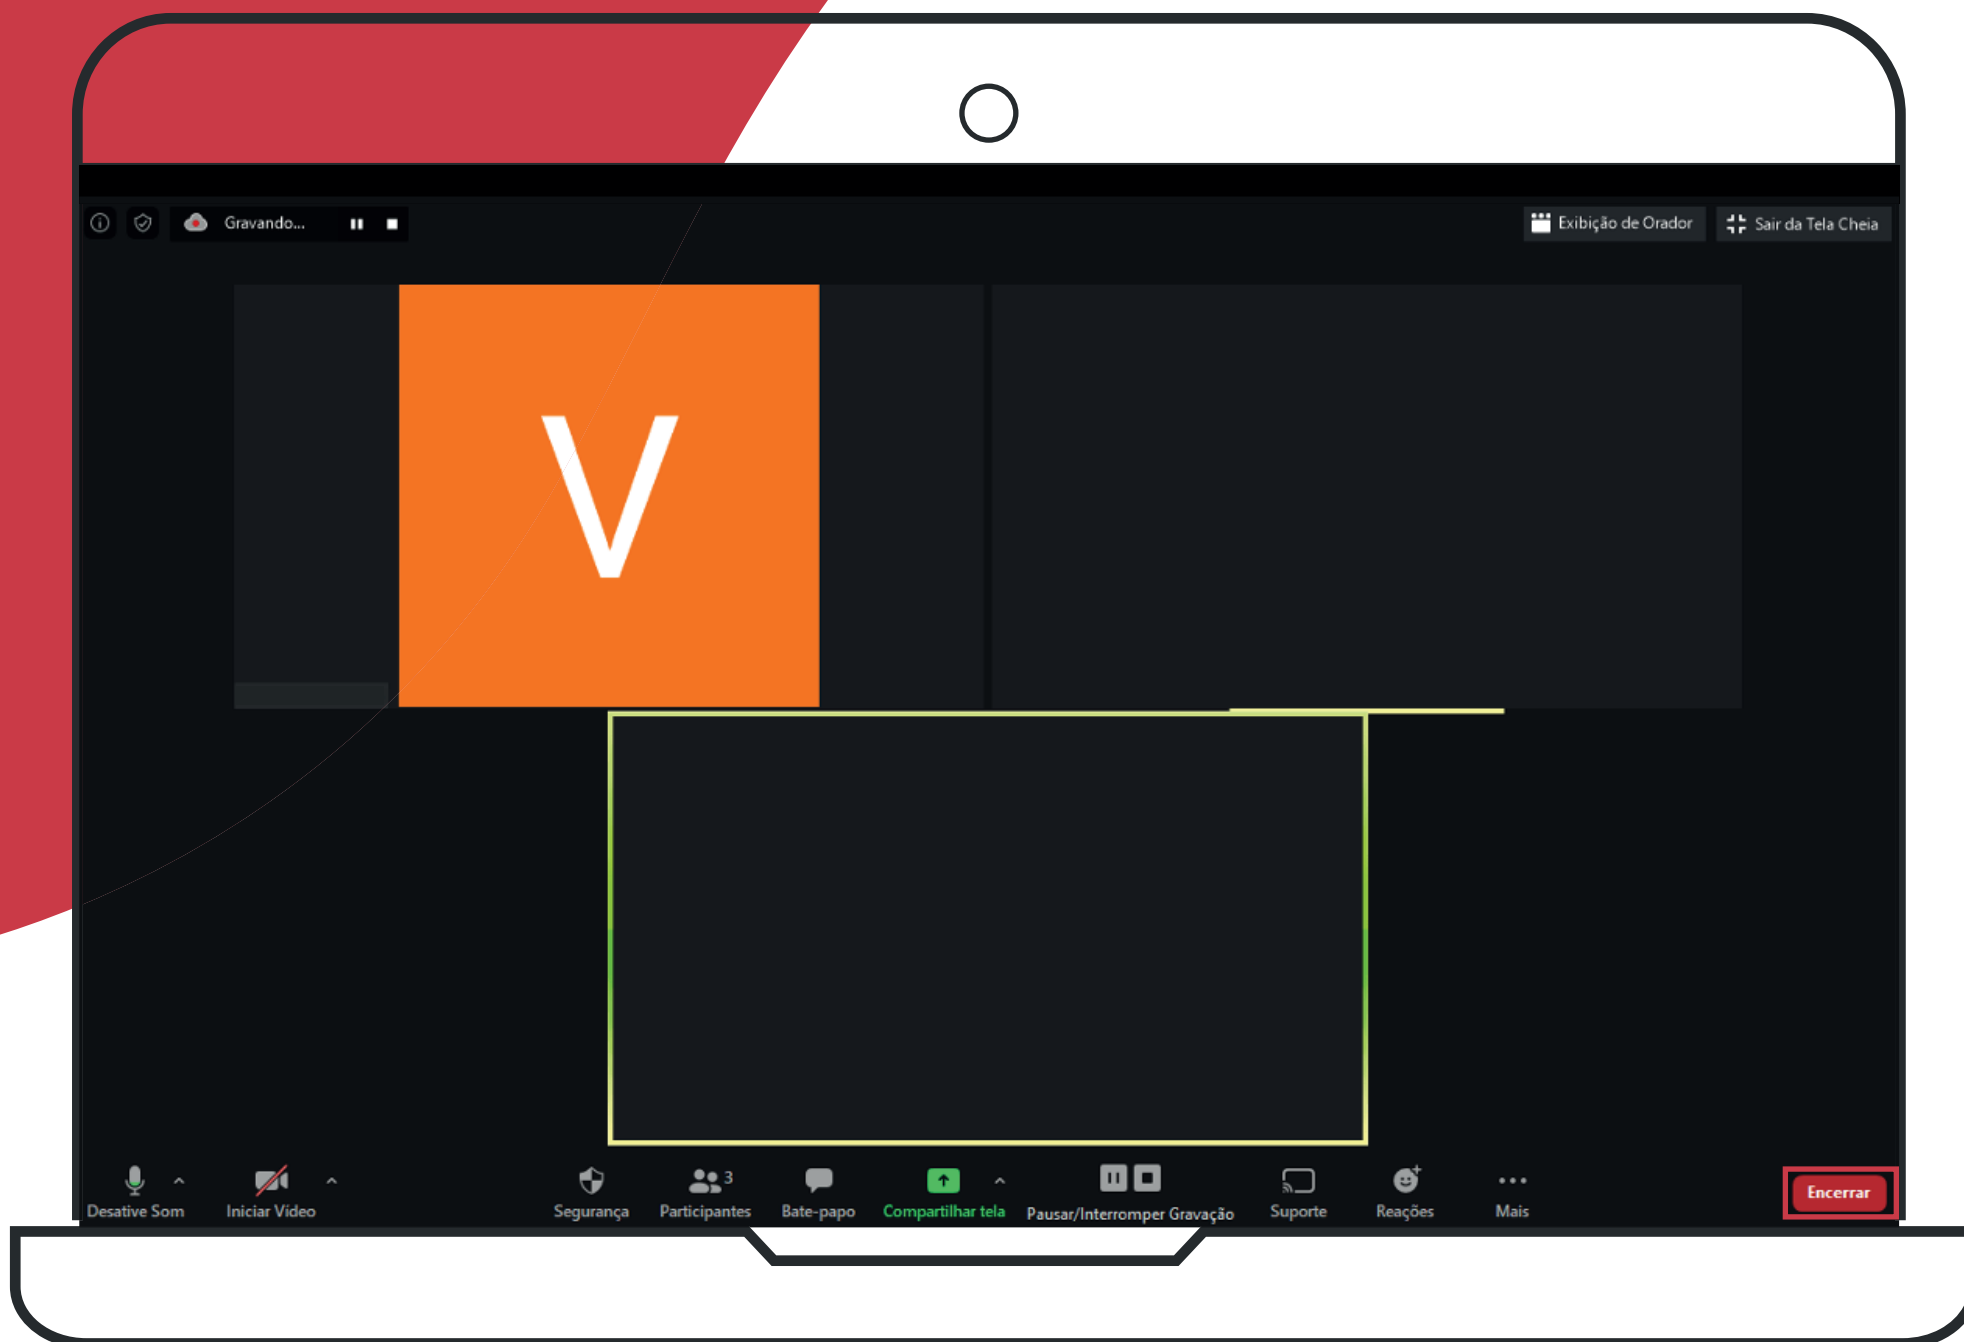 Gravando...
Exibição de Orador
Sair da Tela Cheia
V
3
Desative Som
Iniciar Vídeo
Segurança
Participantes
Bate-papo
Compartilhar tela
Pausar/Interromper Gravação
Suporte
Reações
Mais
Encerrar